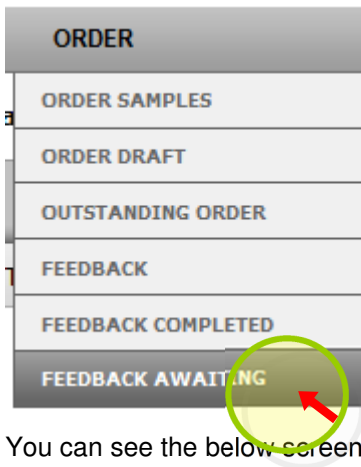 ORDER
ORDER SAMPLES
ORDER DRAFT
OUTSTANDING ORDER
FEEDBACK
FEEDBACK COMPLETED
FEEDBACK AWAITING
You can see the below screen